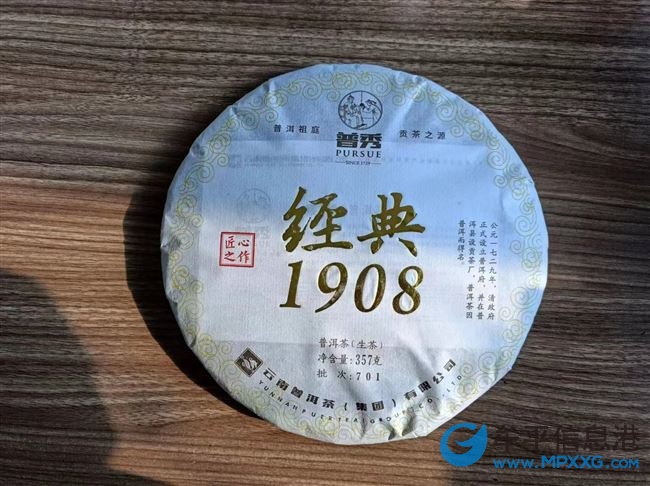 普洱祖庭
普秀
PURSUE
SINCE 1729
贡茶之源
经典
1908
匠心
之作
公元一七二九年，清政府
正式设立普洱府，并在普
洱县设贡茶厂，普洱茶因
普洱而得名。
普洱茶(生茶)
净含量:357克
批 次:701
云南普洱茶(集团)有限公司
YUNNAN PUER TEA(GROUP)CO.,LTD
信息港
www.MPXXG.com